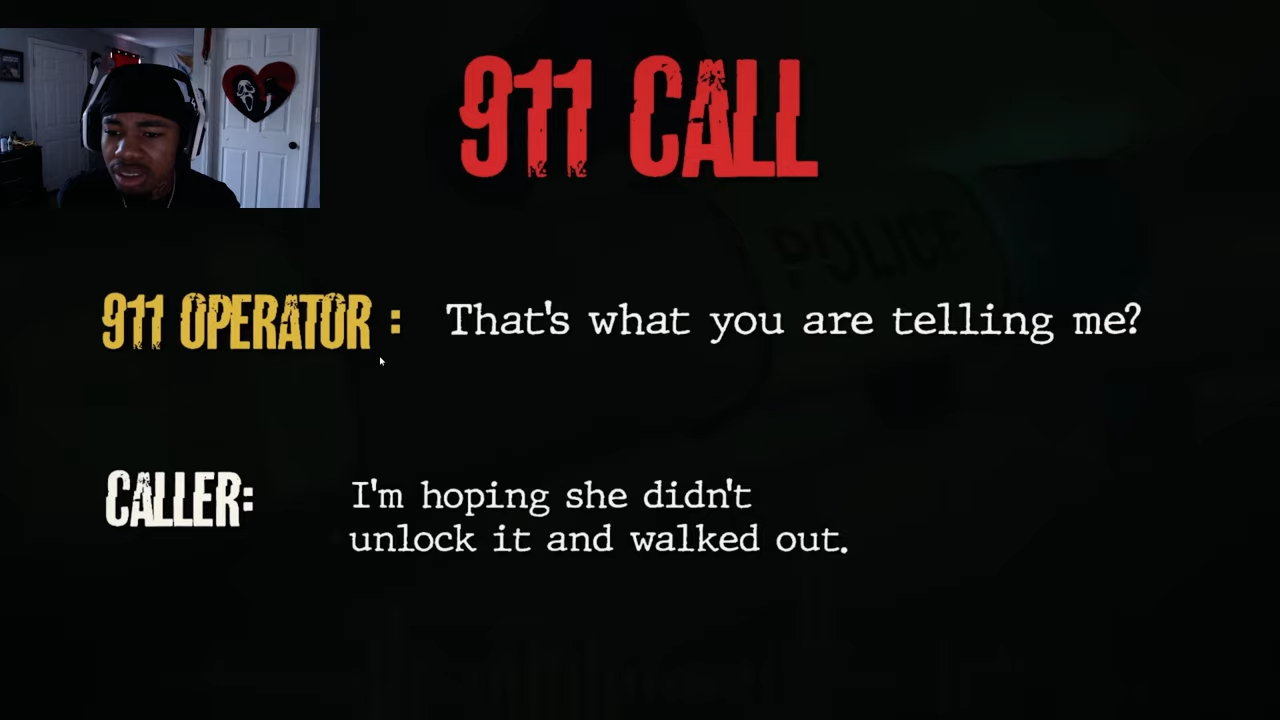 911 CALL
POLICE
911 OPERATOR : That's what you are telling me?
CALLER: I'm hoping she didn't
unlock it and walked out.